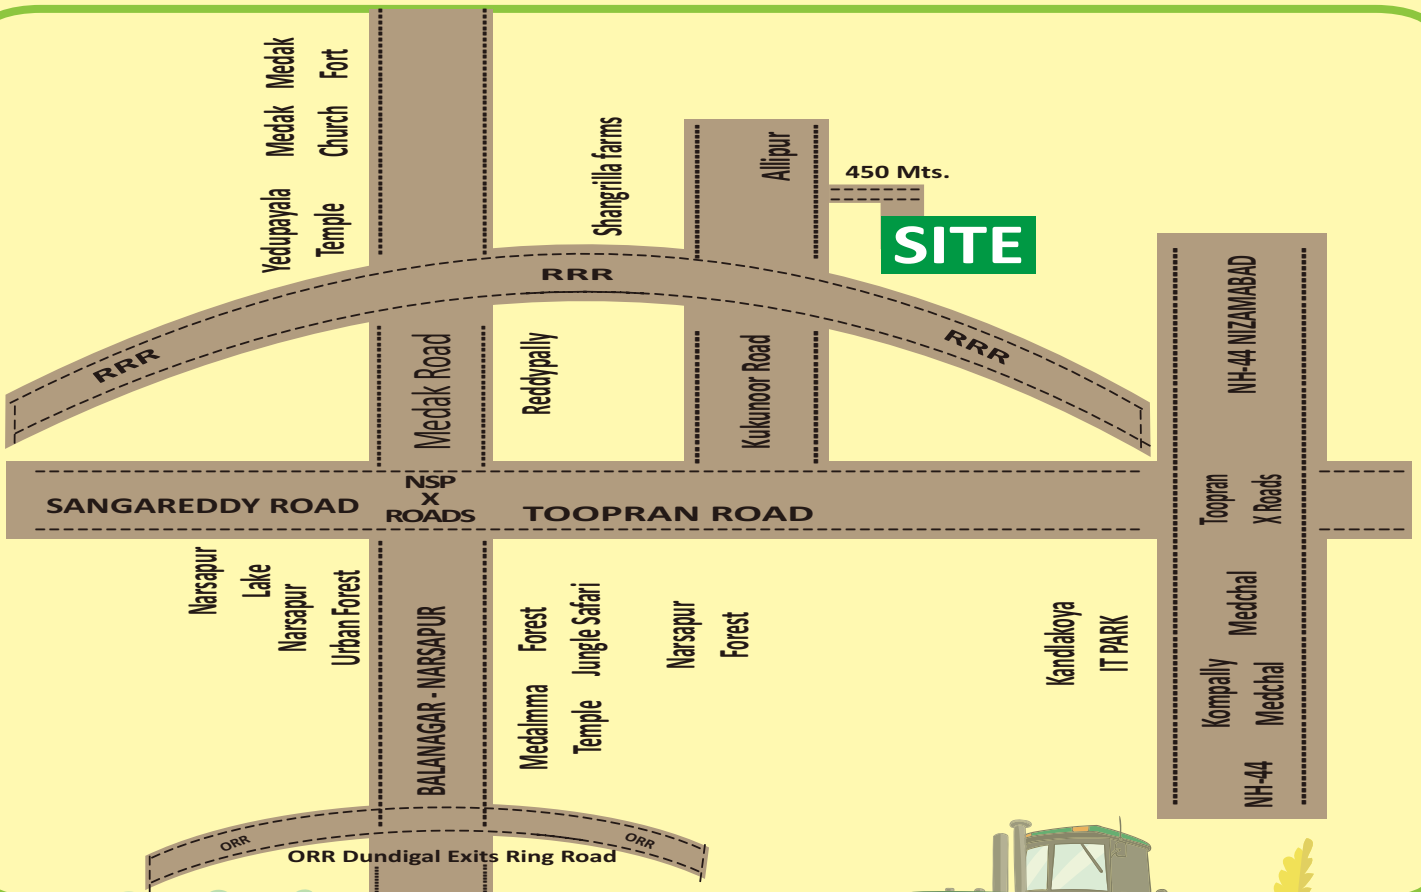 Medak Medak
Fort
Medak
Church
Yedupayala
Temple
Shangrilla farms
Allipur
450 Mts.
SITE
RRR
RRR
RRR
Medak Road
Reddypally
Kukunoor Road
NH-44 NIZAMABAD
SANGAREDDY ROAD
NSP
X
ROADS
TOOPRAN ROAD
Toopran
X Roads
Narsapur
Lake
Narsapur
Urban Forest
BALANAGAR - NARSAPUR
Forest
Jungle Safari
Medalmma
Temple
Narsapur
Forest
Kandlakoya
IT PARK
Medchal
Kompally
Medchal
NH-44
ORR
ORR
ORR Dundigal Exits Ring Road